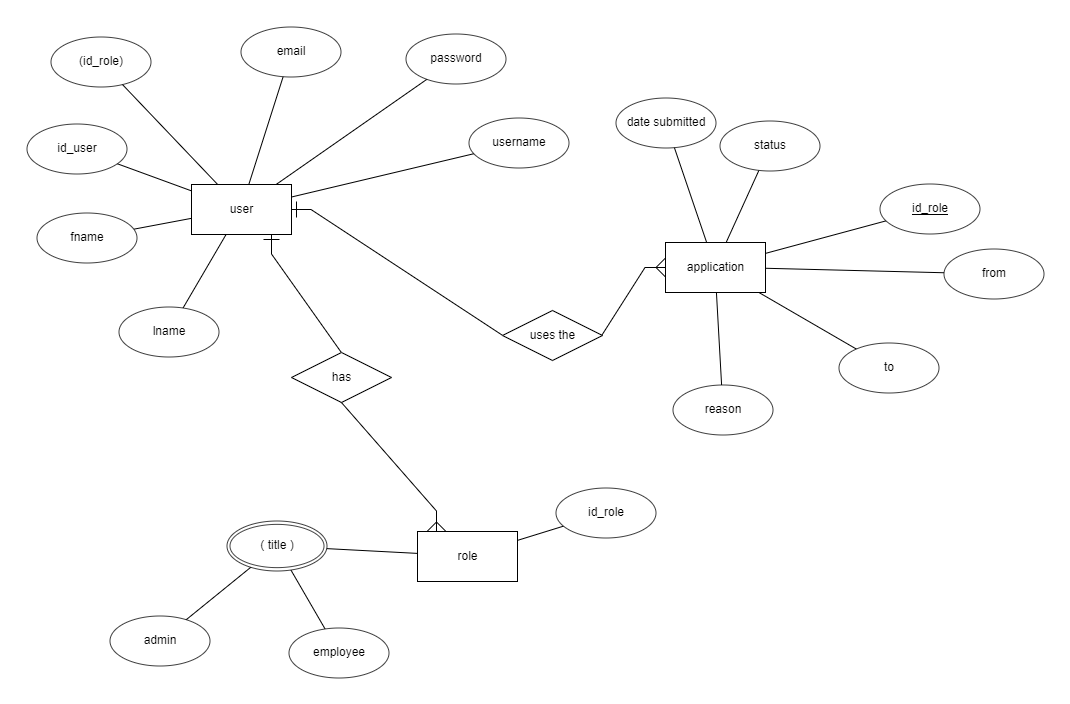 email
password
(id_role)
date submitted
username
status
id_user
user
id_role
fname
application
from
lname
uses the
to
has
reason
id_role
( title )
role
admin
employee